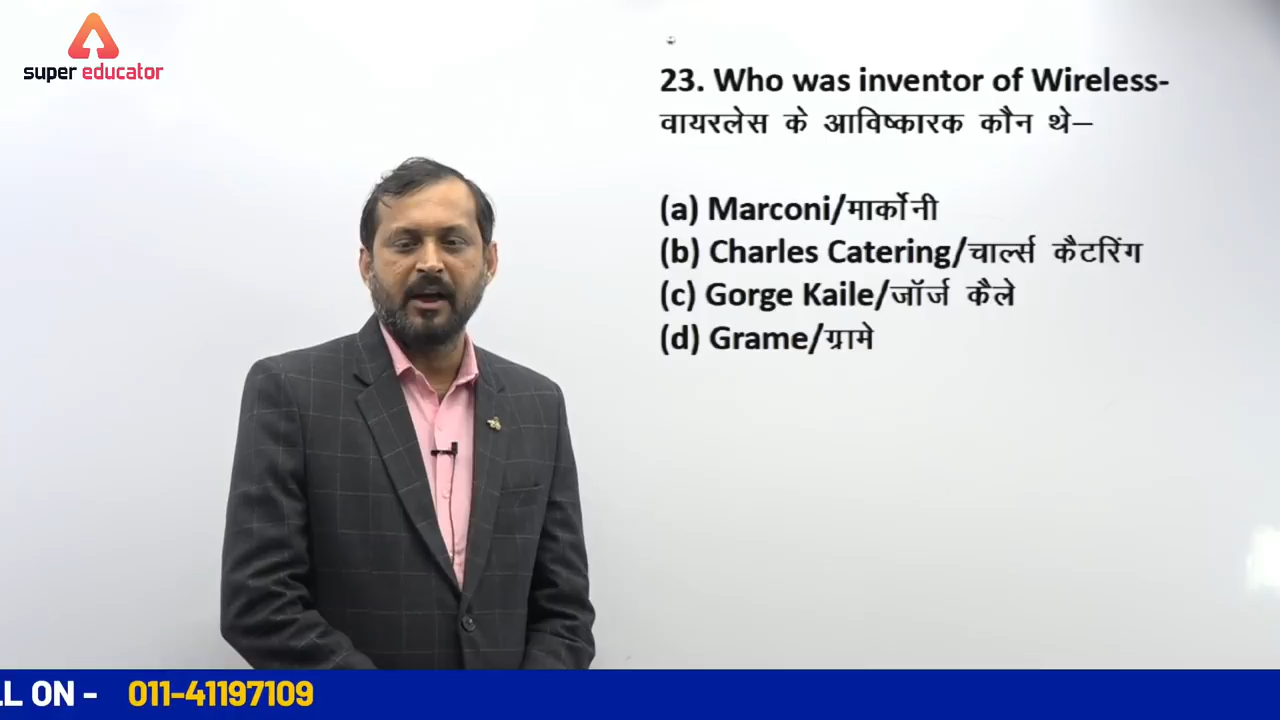 super educator
23. Who was inventor of Wireless-
वायरलेस के आविष्कारक कौन थे–
(a) Marconi/मार्कोनी
(b) Charles Catering/चार्ल्स कैटरिंग
(c) Gorge Kaile/जॉर्ज कैले
(d) Grame/ग्रामे
LL ON - 011-41197109